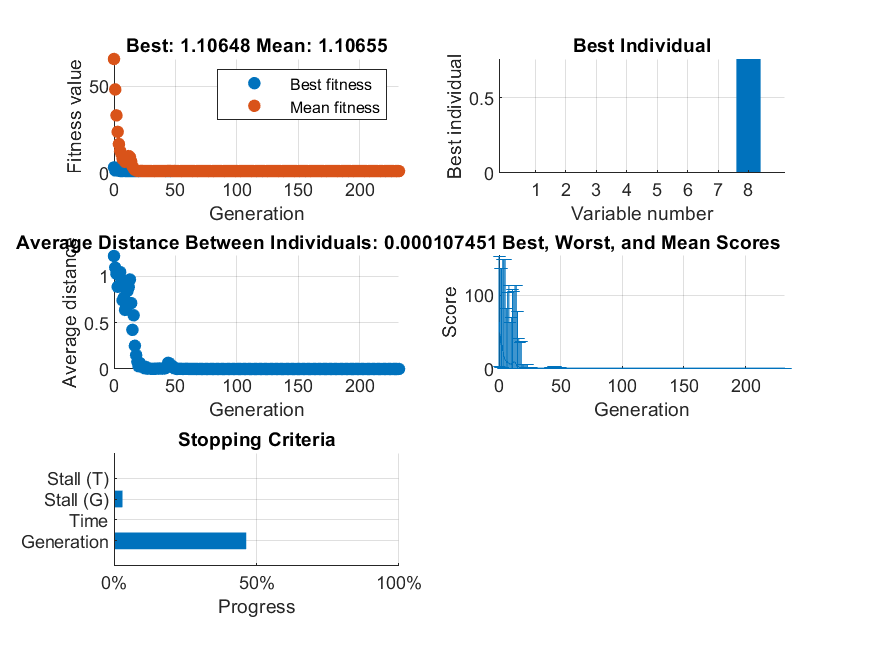 Best: 1.10648 Mean: 1.10655
Fitness value
50
0
Best fitness
Mean fitness
0 50 100 150 200
Generation
Best Individual
Best individual
0.5
0
1 2 3 4 5 6 7 8
Variable number
Average Distance Between Individuals: 0.000107451
Average distance
1
0.5
0
0 50 100 150 200
Generation
Best, Worst, and Mean Scores
Score
100
0
0 50 100 150 200
Generation
Stopping Criteria
Stall (T)
Stall (G)
Time
Generation
0% 50% 100%
Progress